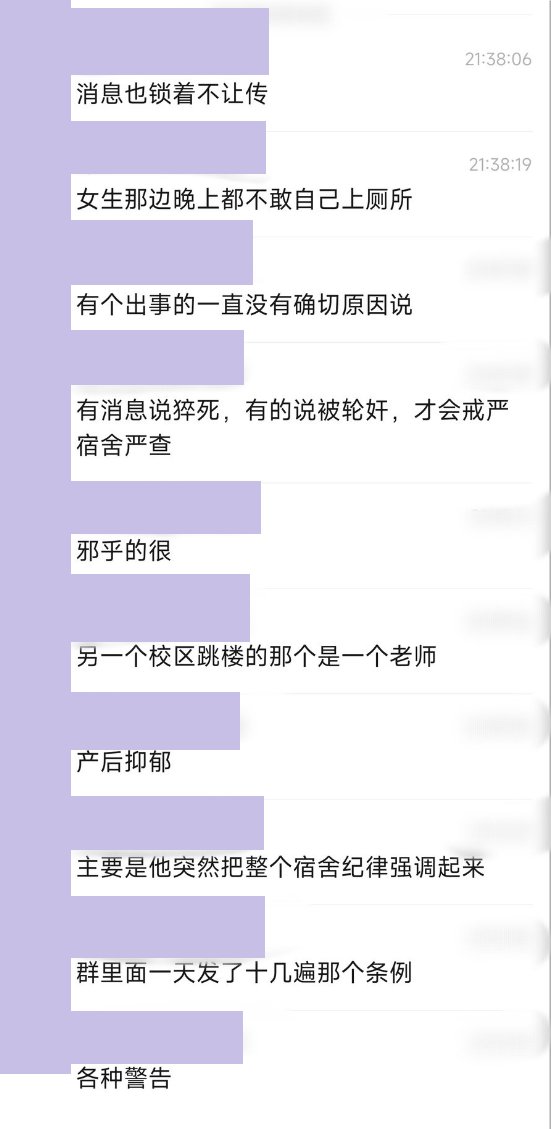 21:38:06
消息也锁着不让传
21:38:19
女生那边晚上都不敢自己上厕所
有个出事的一直没有确切原因说
有消息说猝死，有的说被轮奸，才会戒严
宿舍严查
邪乎的很
另一个校区跳楼的那个是一个老师
产后抑郁
主要是他突然把整个宿舍纪律强调起来
群里面一天发了十几遍那个条例
各种警告